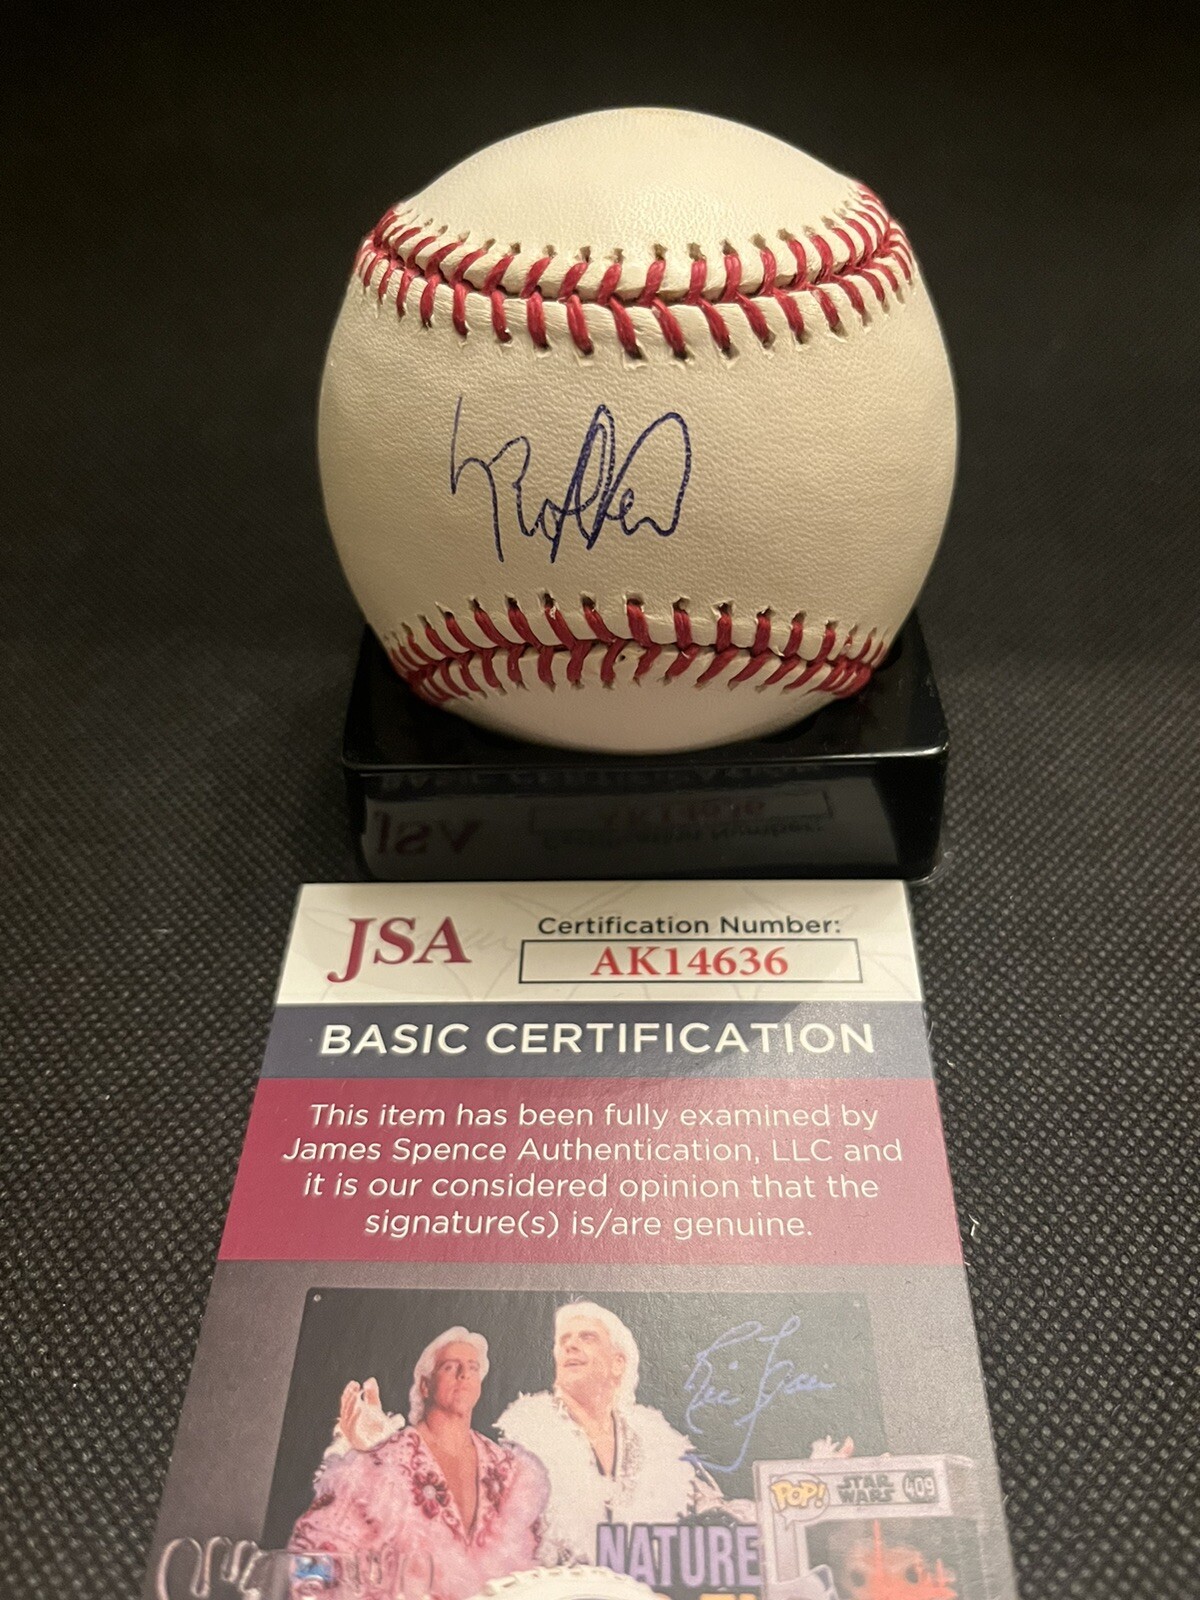 JSA
Certification Number:
AK14636
BASIC CERTIFICATION
This item has been fully examined by
James Spence Authentication, LLC and
it is our considered opinion that the
signature(s) is/are genuine.
POP!
STAR
WARS
409
NATURE